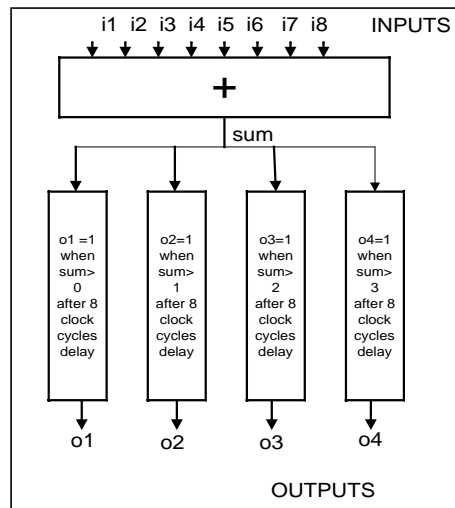 i1 i2 i3 i4 i5 i6 i7 i8 INPUTS
+
sum
o1 =1
when
sum>
0
after 8
clock
cycles
delay
o2=1
when
sum>
1
after 8
clock
cycles
delay
o3=1
when
sum>
2
after 8
clock
cycles
delay
o4=1
when
sum>
3
after 8
clock
cycles
delay
o1 o2 o3 o4
OUTPUTS